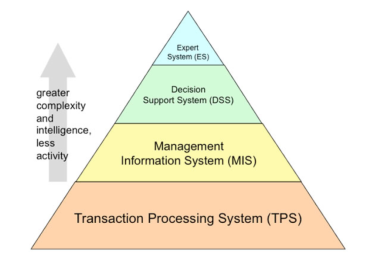 Expert
System (ES)
Decision
Support System (DSS)
greater
complexity
and
intelligence,
less
activity
Management
Information System (MIS)
Transaction Processing System (TPS)